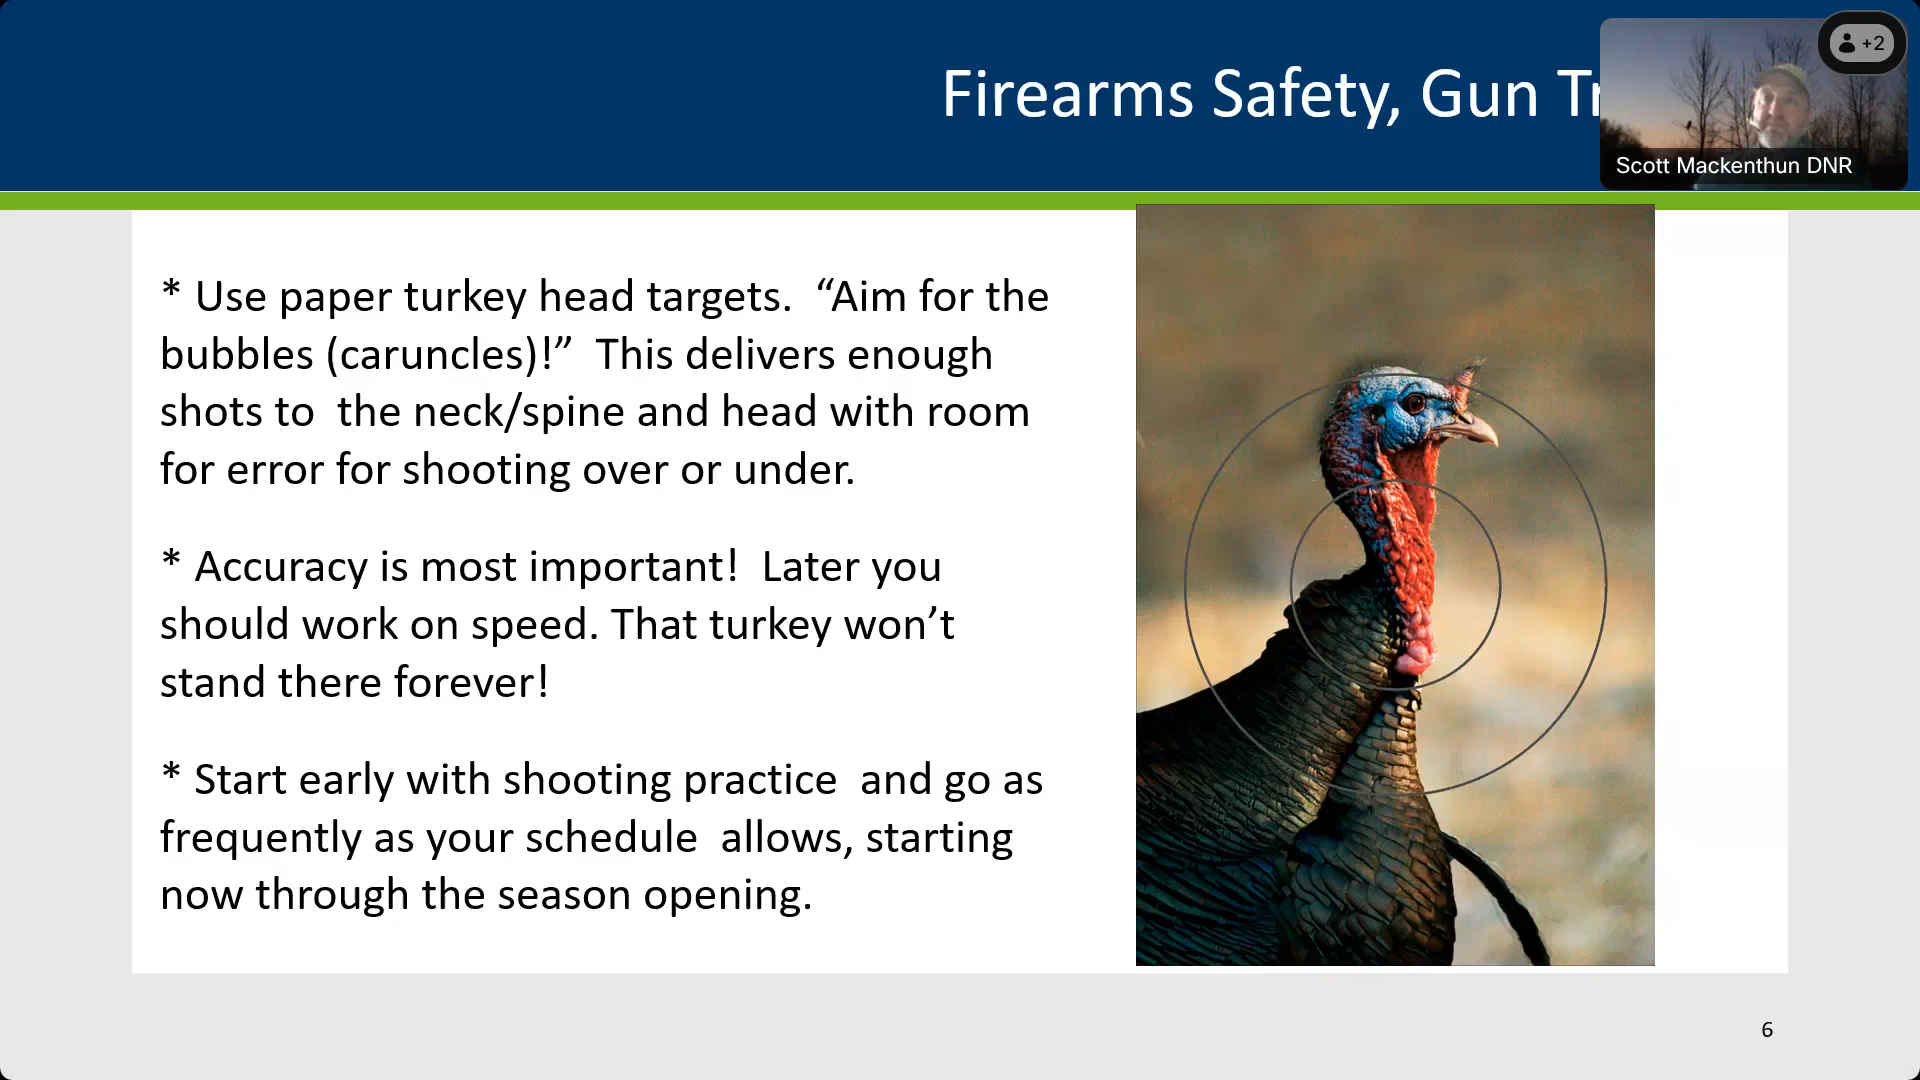 Firearms Safety, Gun
+2
Scott Mackenthun DNR
* Use paper turkey head targets.  “Aim for the
bubbles (caruncles)!”  This delivers enough
shots to  the neck/spine and head with room
for error for shooting over or under.
* Accuracy is most important!  Later you
should work on speed. That turkey won’t
stand there forever!
* Start early with shooting practice  and go as
frequently as your schedule  allows, starting
now through the season opening.
6